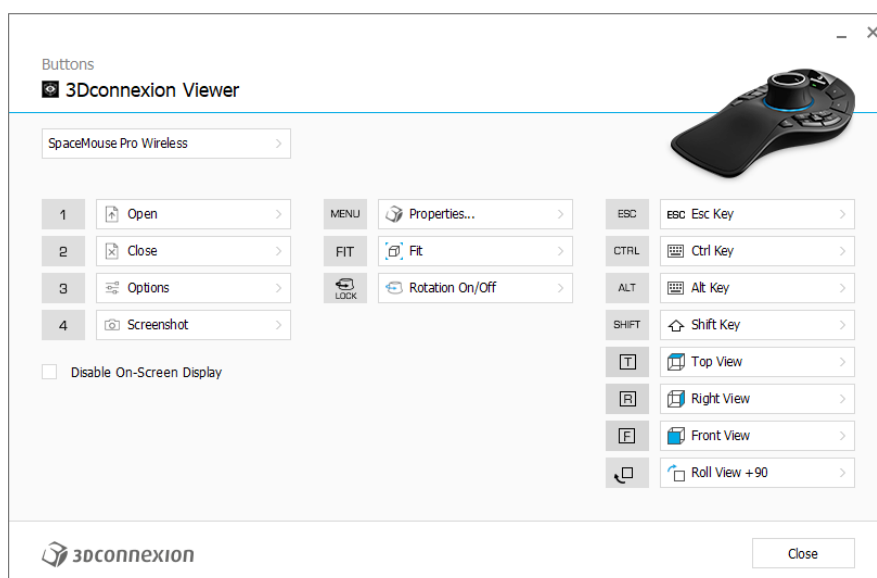 Buttons
3Dconnexion Viewer
SpaceMouse Pro Wireless
1 Open
2 Close
3 Options
4 Screenshot
Disable On-Screen Display
MENU Properties...
FIT Fit
LOCK Rotation On/Off
ESC ESC Esc Key
CTRL Ctrl Key
ALT Alt Key
SHIFT Shift Key
T Top View
R Right View
F Front View
Roll View +90
3Dconnexion
Close